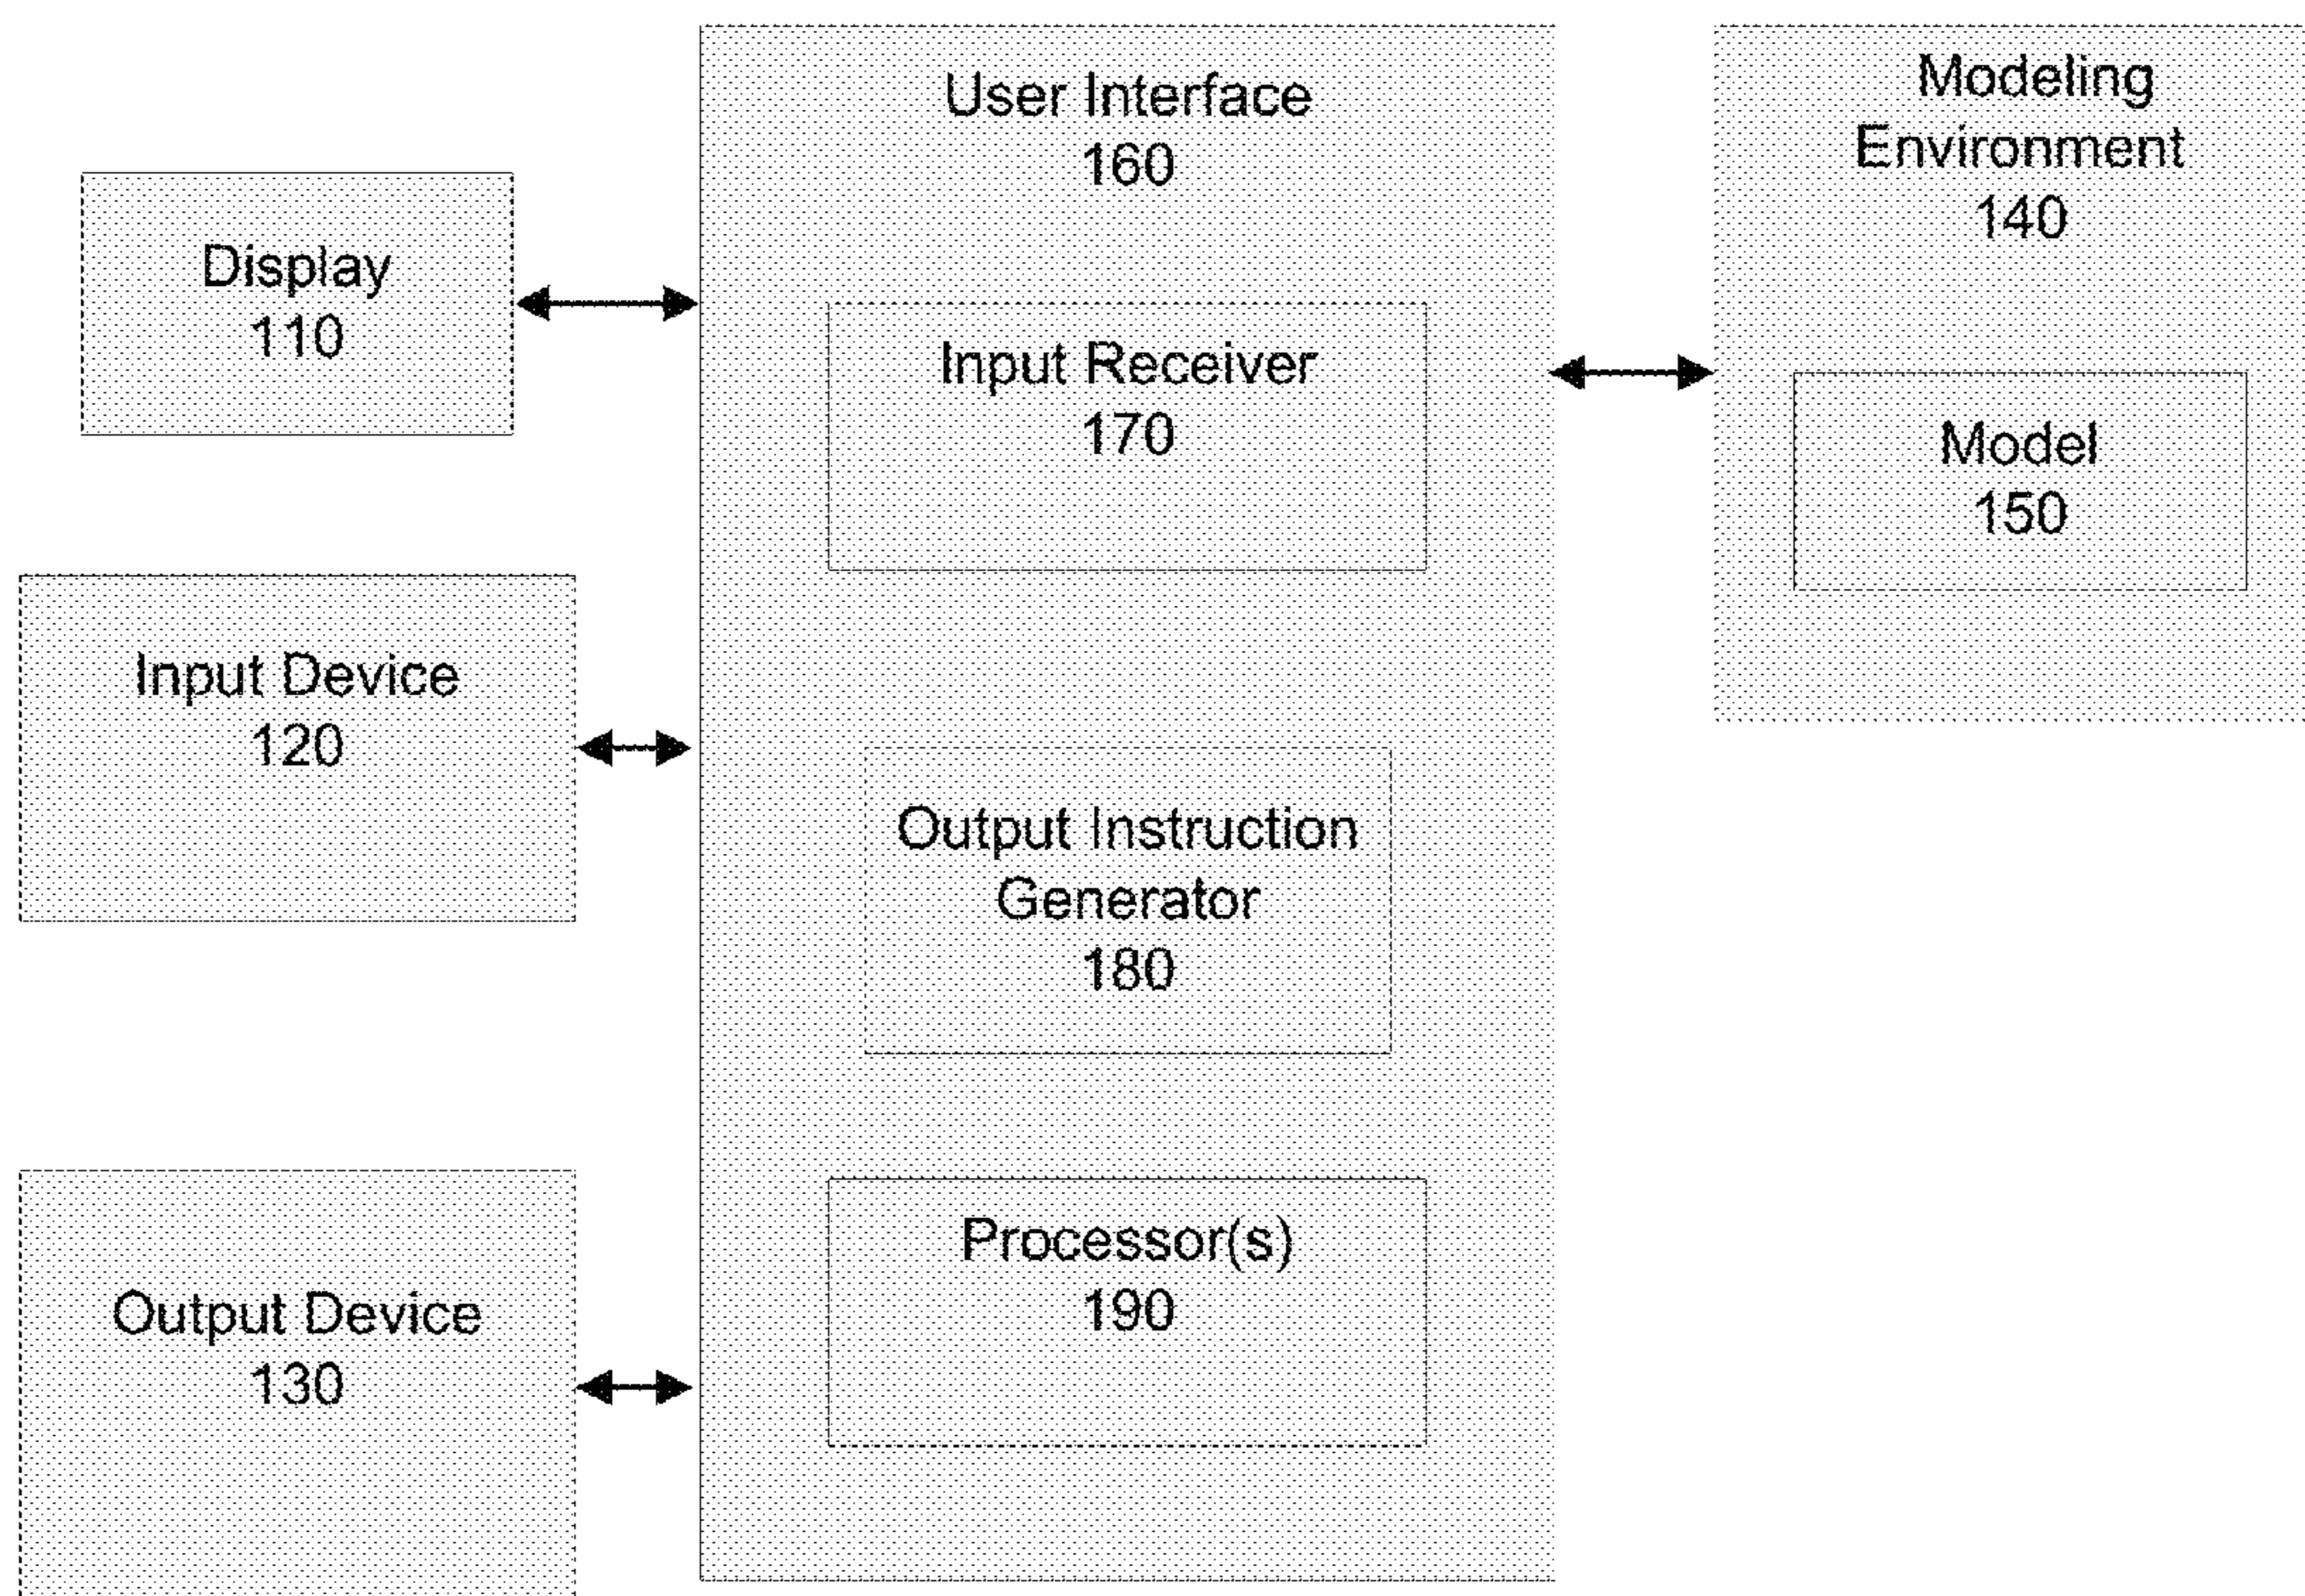 User Interface
160
Modeling
Environment
140
Display
110
Input Receiver
170
Model
150
Input Device
120
Output Instruction
Generator
180
Processor(s)
190
Output Device
130